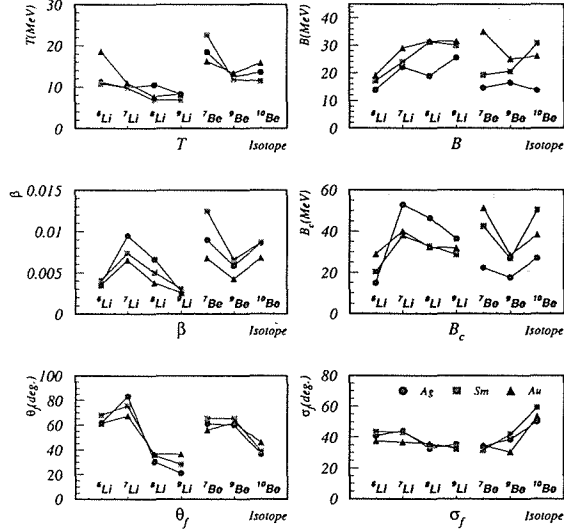 T(MeV)
30
20
10
0
⁶Li ⁷Li ⁸Li ⁹Li ⁷Be ⁹Be ¹⁰Be
T
Isotope
B(MeV)
40
30
20
10
0
⁶Li ⁷Li ⁸Li ⁹Li ⁷Be ⁹Be ¹⁰Be
B
Isotope
β
0.015
0.01
0.005
0
⁶Li ⁷Li ⁸Li ⁹Li ⁷Be ⁹Be ¹⁰Be
β
Isotope
B_c(MeV)
60
40
20
0
⁶Li ⁷Li ⁸Li ⁹Li ⁷Be ⁹Be ¹⁰Be
B_c
Isotope
θ_f(deg.)
100
80
60
40
20
0
⁶Li ⁷Li ⁸Li ⁹Li ⁷Be ⁹Be ¹⁰Be
θ_f
Isotope
σ_f(deg.)
80
60
40
20
0
Ag Sm Au
⁶Li ⁷Li ⁸Li ⁹Li ⁷Be ⁹Be ¹⁰Be
σ_f
Isotope